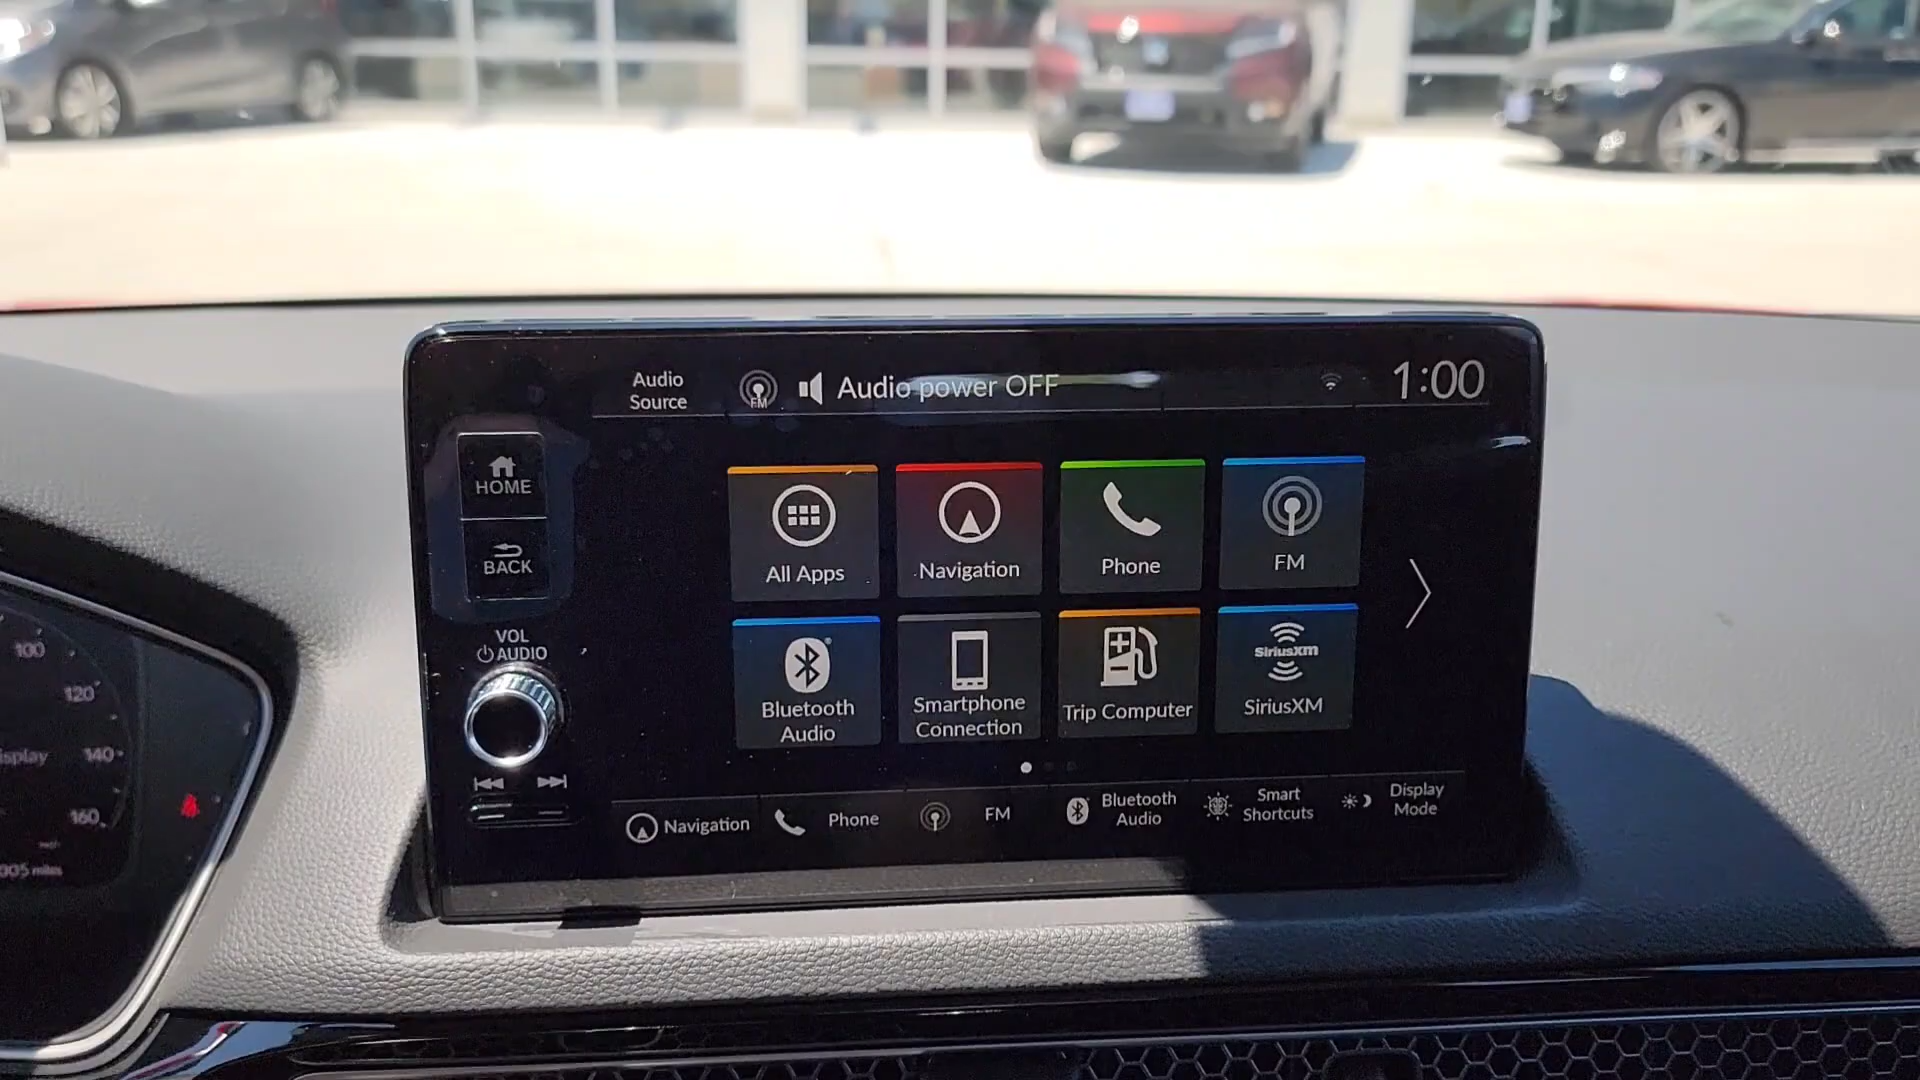 Audio
Source
FM
Audio power OFF
1:00
HOME
BACK
VOL
AUDIO
All Apps
Navigation
Phone
FM
Bluetooth
Audio
Smartphone
Connection
Trip Computer
SiriusXM
SiriusXM
Navigation
Phone
FM
Bluetooth
Audio
Smart
Shortcuts
Display
Mode
100
120
140
160
miles